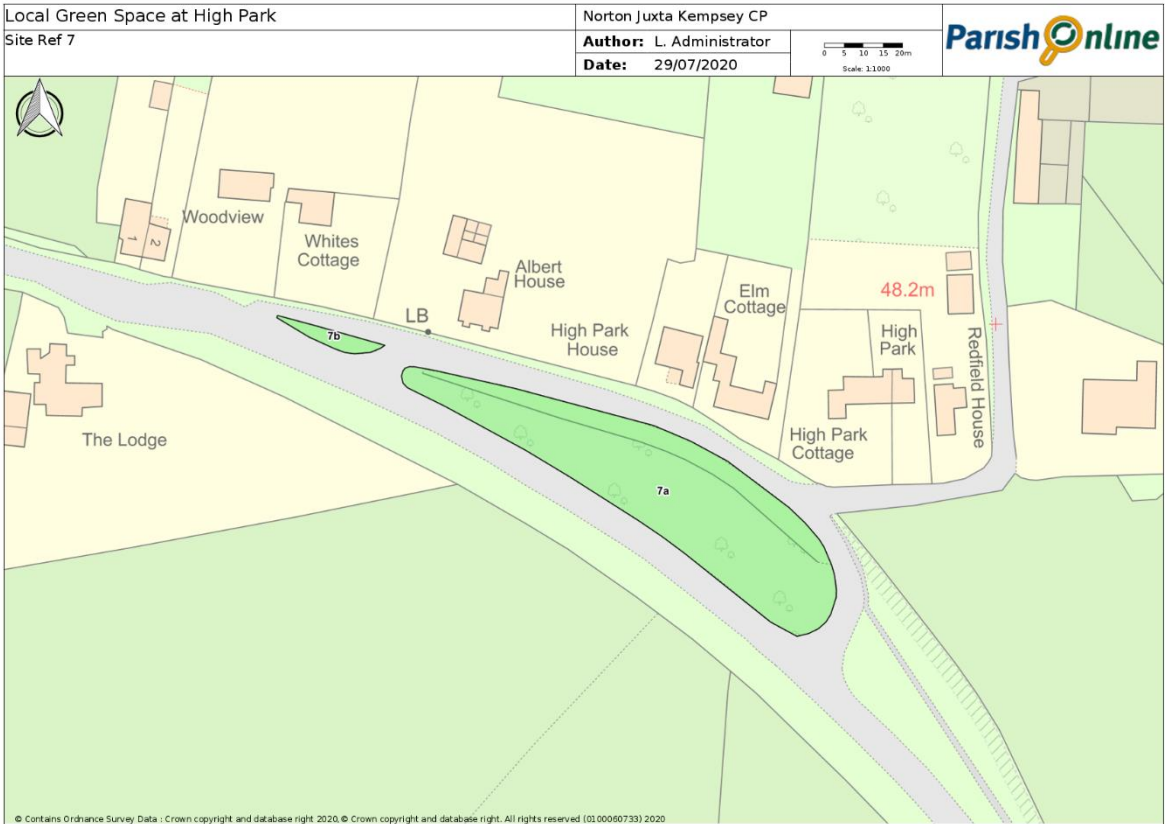 Local Green Space at High Park
Site Ref 7
Norton Juxta Kempsey CP
Author: L. Administrator
Date: 29/07/2020
0 5 10 15 20m
Scale: 1:1000
Parish Online
1
2
Woodview
Whites
Cottage
Albert
House
LB
7b
High Park
House
Elm
Cottage
48.2m
High
Park
Redfield House
High Park
Cottage
The Lodge
7a
© Contains Ordnance Survey Data : Crown copyright and database right 2020, © Crown copyright and database right. All rights reserved (0100060733) 2020